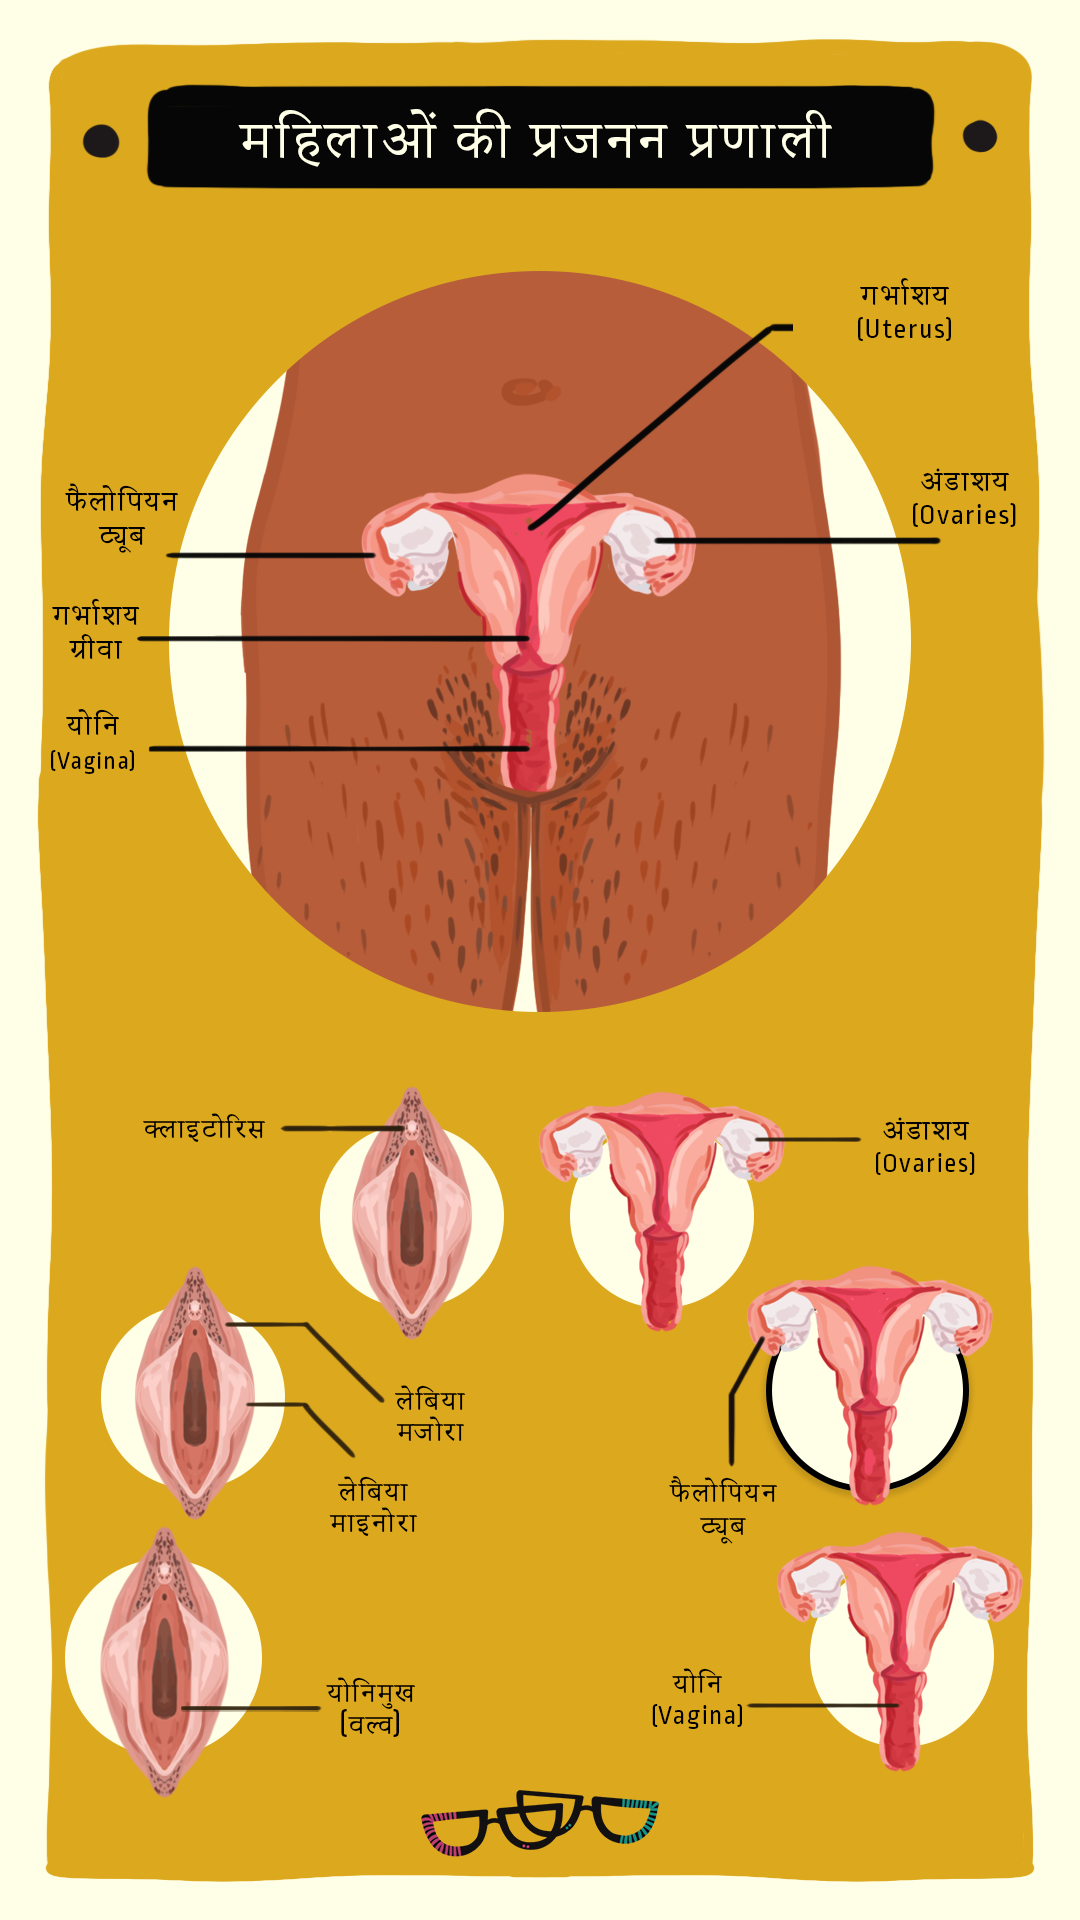 महिलाओं की प्रजनन प्रणाली
गर्भाशय
(Uterus)
अंडाशय
(Ovaries)
फैलोपियन
ट्यूब
गर्भाशय
ग्रीवा
योनि
(Vagina)
क्लाइटोरिस
अंडाशय
(Ovaries)
लेबिया
मजोरा
लेबिया
माइनोरा
फैलोपियन
ट्यूब
योनिमुख
(वल्व)
योनि
(Vagina)